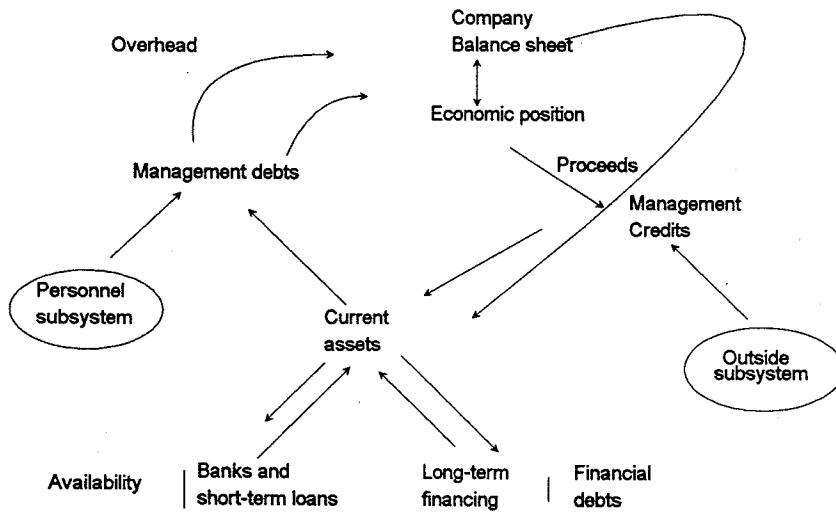 Company
Balance sheet
Overhead
Economic position
Proceeds
Management debts
Management
Credits
Personnel
subsystem
Current
assets
Outside
subsystem
Availability
Banks and
short-term loans
Long-term
financing
Financial
debts